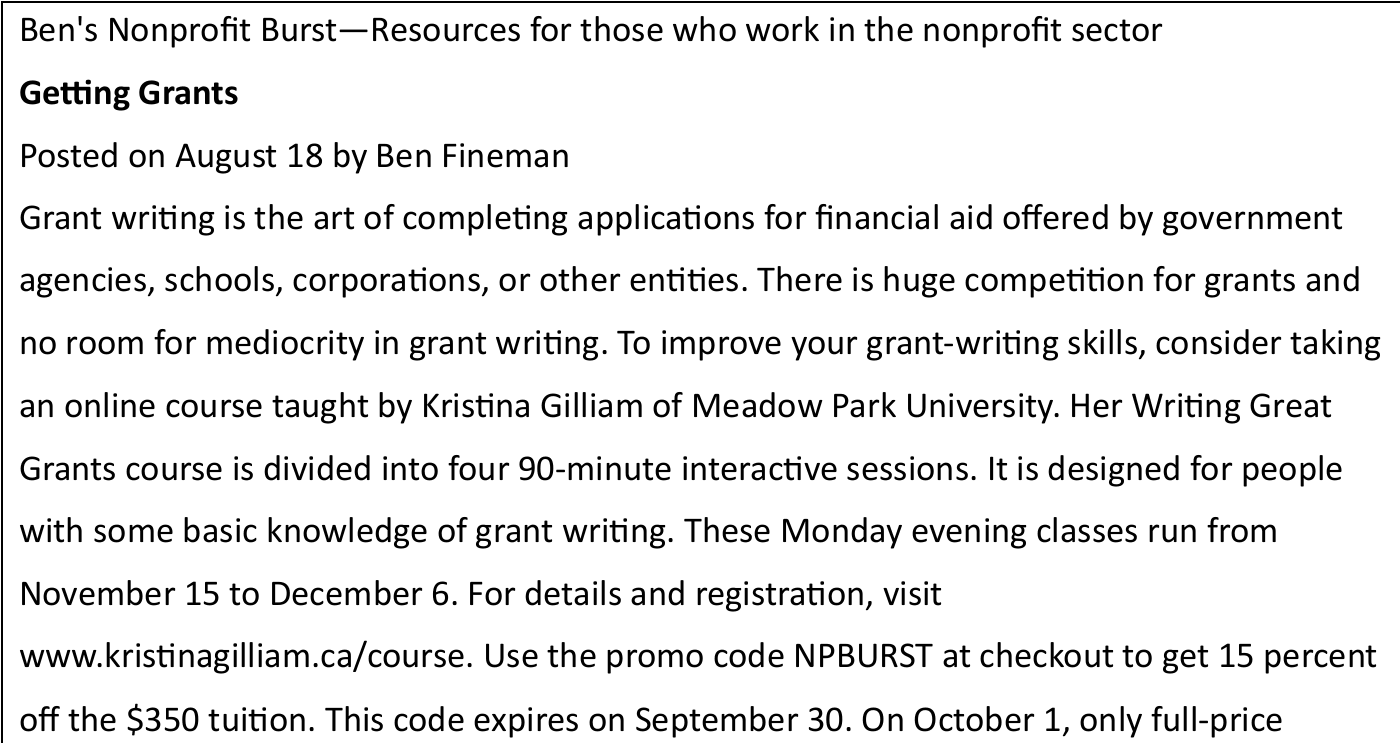 Ben's Nonprofit Burst—Resources for those who work in the nonprofit sector
Getting Grants
Posted on August 18 by Ben Fineman
Grant writing is the art of completing applications for financial aid offered by government
agencies, schools, corporations, or other entities. There is huge competition for grants and
no room for mediocrity in grant writing. To improve your grant-writing skills, consider taking
an online course taught by Kristina Gilliam of Meadow Park University. Her Writing Great
Grants course is divided into four 90-minute interactive sessions. It is designed for people
with some basic knowledge of grant writing. These Monday evening classes run from
November 15 to December 6. For details and registration, visit
www.kristinagilliam.ca/course. Use the promo code NPBURST at checkout to get 15 percent
off the $350 tuition. This code expires on September 30. On October 1, only full-price